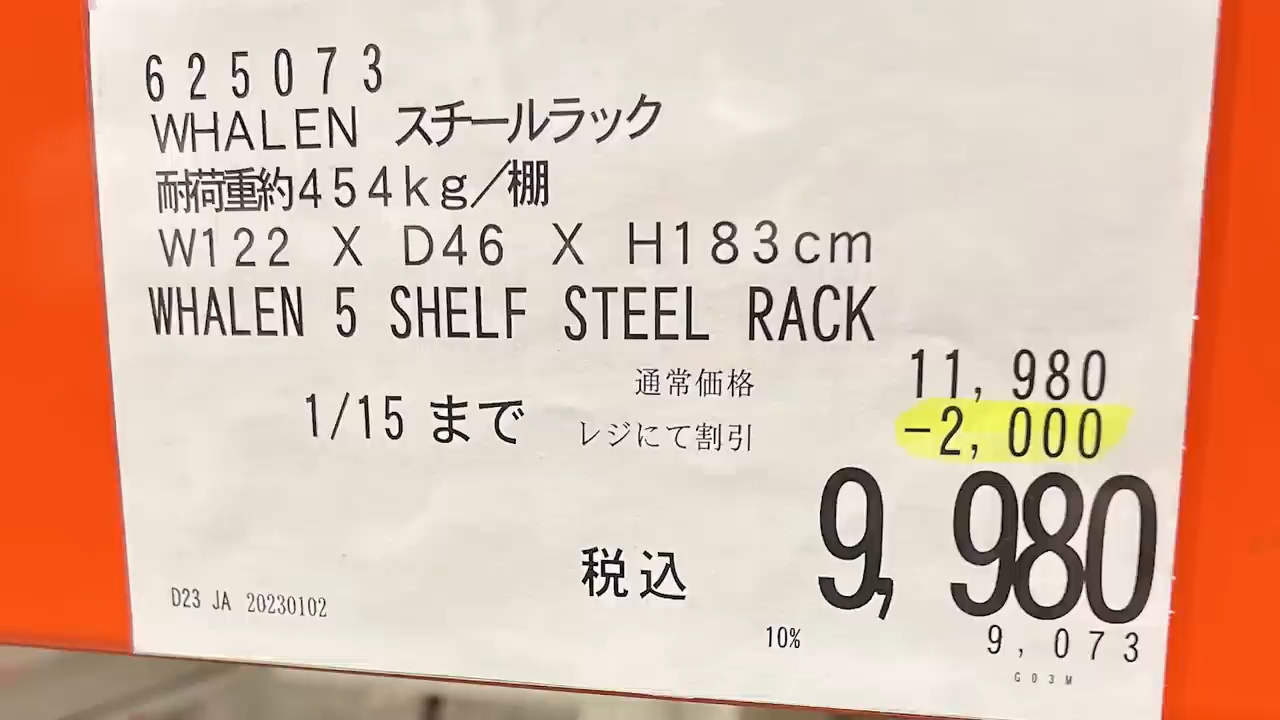 625073
WHALEN スチールラック
耐荷重約454kg／棚
W122 X D46 X H183cm
WHALEN 5 SHELF STEEL RACK
通常価格 11,980
1/15 まで レジにて割引 -2,000
税込 9,980
D23 JA 20230102
10% 9,073
G03M